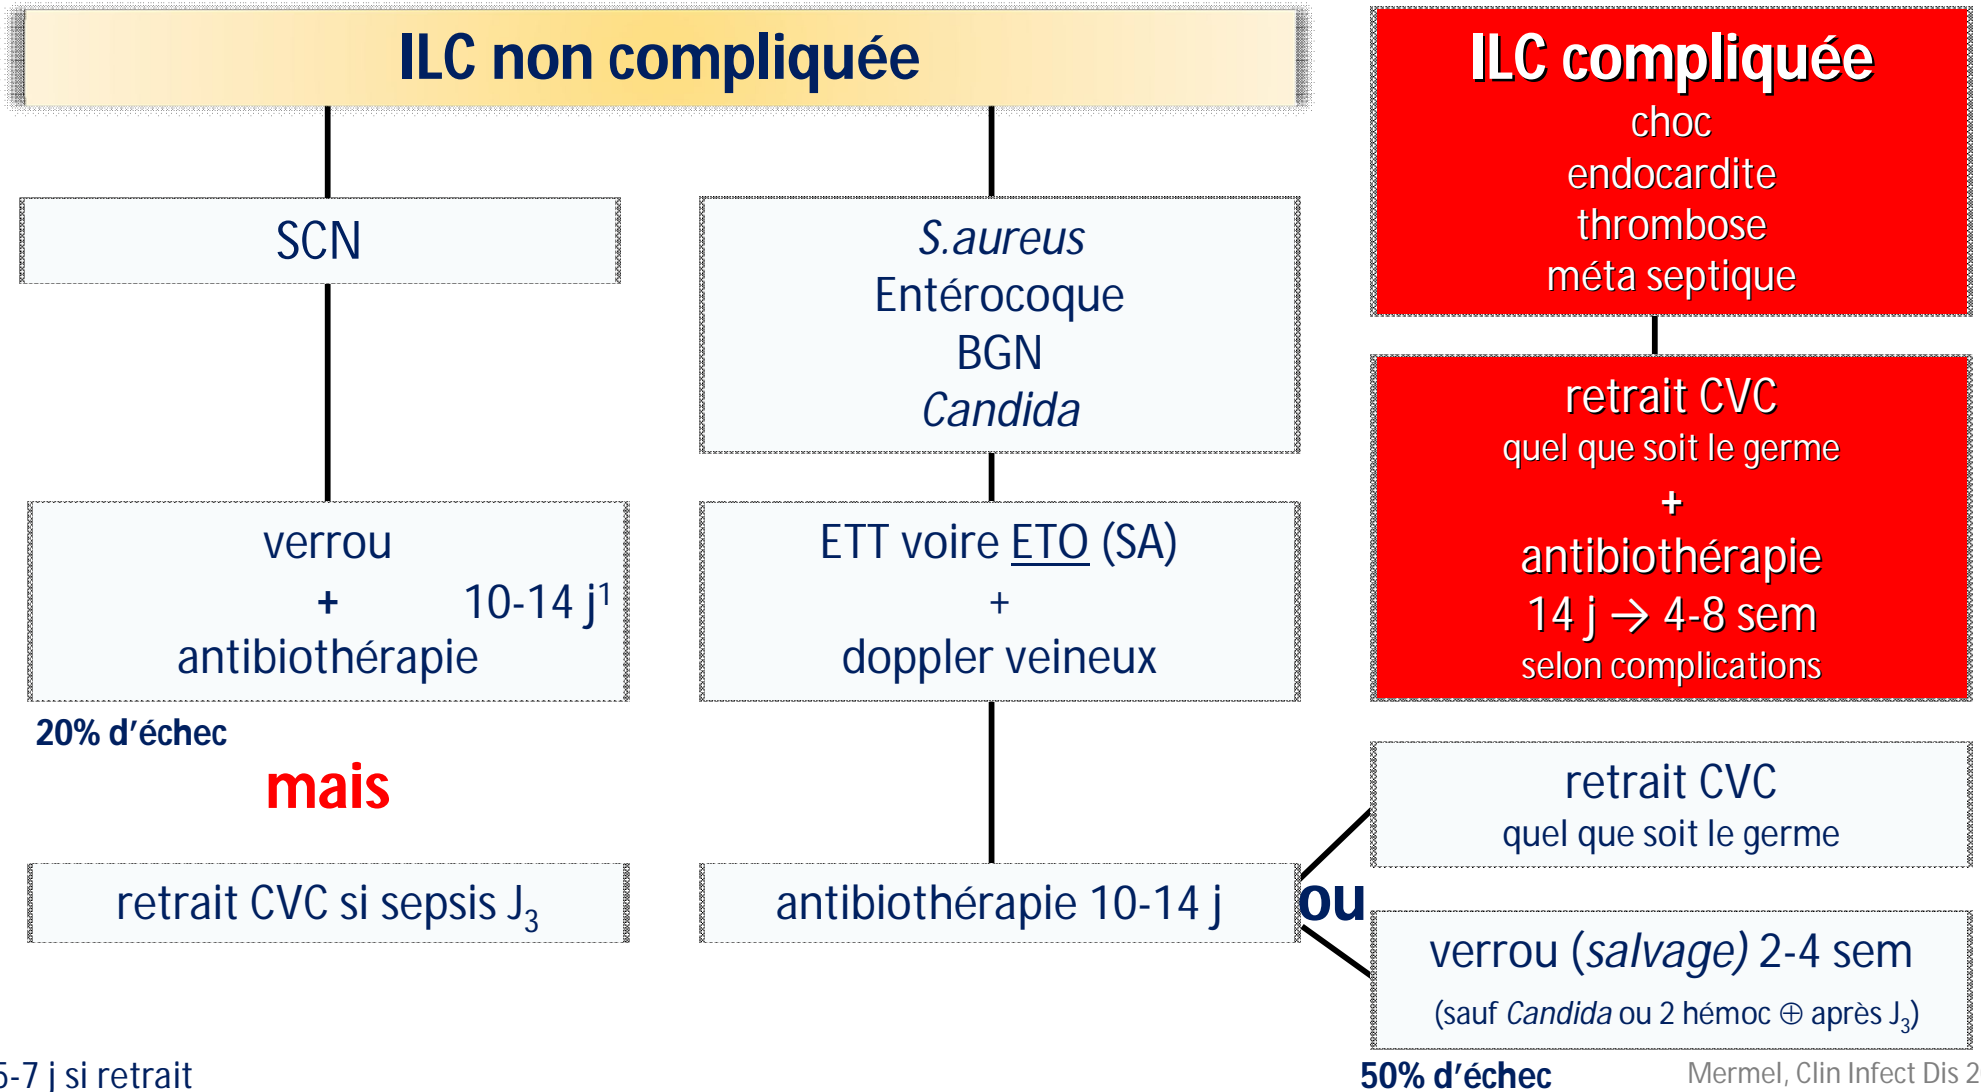 ILC non compliquée
SCN
verrou
+ 10-14 j¹
antibiothérapie
20% d'échec
mais
retrait CVC si sepsis J₃
5-7 j si retrait
S.aureus
Entérocoque
BGN
Candida
ETT voire ETO (SA)
+
doppler veineux
antibiothérapie 10-14 j
ou
ILC compliquée
choc
endocardite
thrombose
méta septique
retrait CVC
quel que soit le germe
+
antibiothérapie
14 j → 4-8 sem
selon complications
retrait CVC
quel que soit le germe
verrou (salvage) 2-4 sem
(sauf Candida ou 2 hémoc ⊕ après J₃)
50% d'échec
Mermel, Clin Infect Dis 2